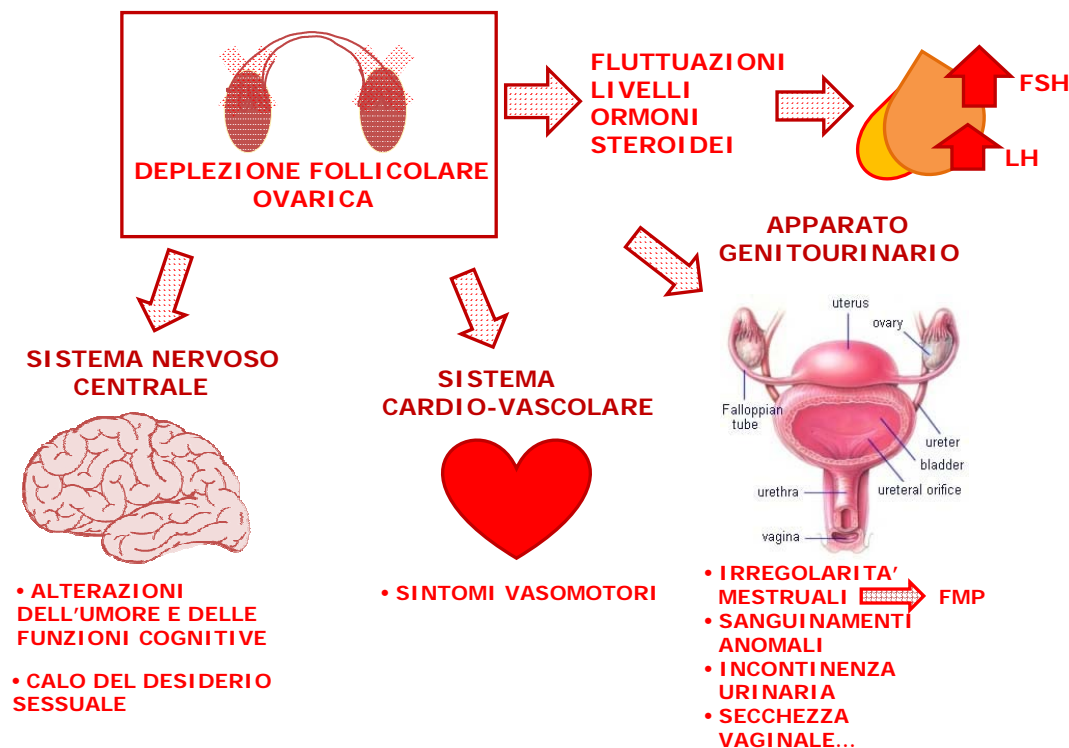 DEPLEZIONE FOLLICOLARE
OVARICA
FLUTTUAZIONI
LIVELLI
ORMONI
STEROIDEI
FSH
LH
SISTEMA NERVOSO
CENTRALE
• ALTERAZIONI
DELL'UMORE E DELLE
FUNZIONI COGNITIVE
• CALO DEL DESIDERIO
SESSUALE
SISTEMA
CARDIO-VASCOLARE
• SINTOMI VASOMOTORI
APPARATO
GENITOURINARIO
uterus
ovary
Falloppian
tube
ureter
bladder
ureteral orifice
urethra
vagina
• IRREGOLARITA'
MESTRUALI
FMP
• SANGUINAMENTI
ANOMALI
• INCONTINENZA
URINARIA
• SECCHEZZA
VAGINALE...